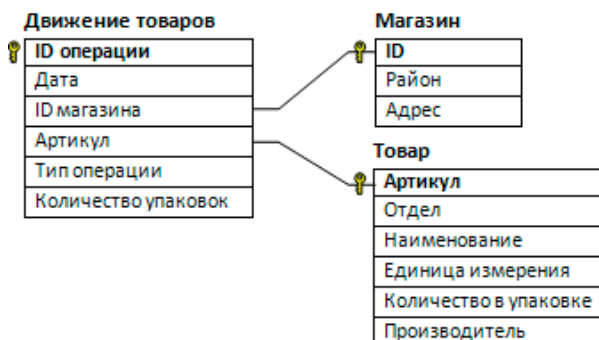 Движение товаров
ID операции
Дата
ID магазина
Артикул
Тип операции
Количество упаковок
Магазин
ID
Район
Адрес
Товар
Артикул
Отдел
Наименование
Единица измерения
Количество в упаковке
Производитель